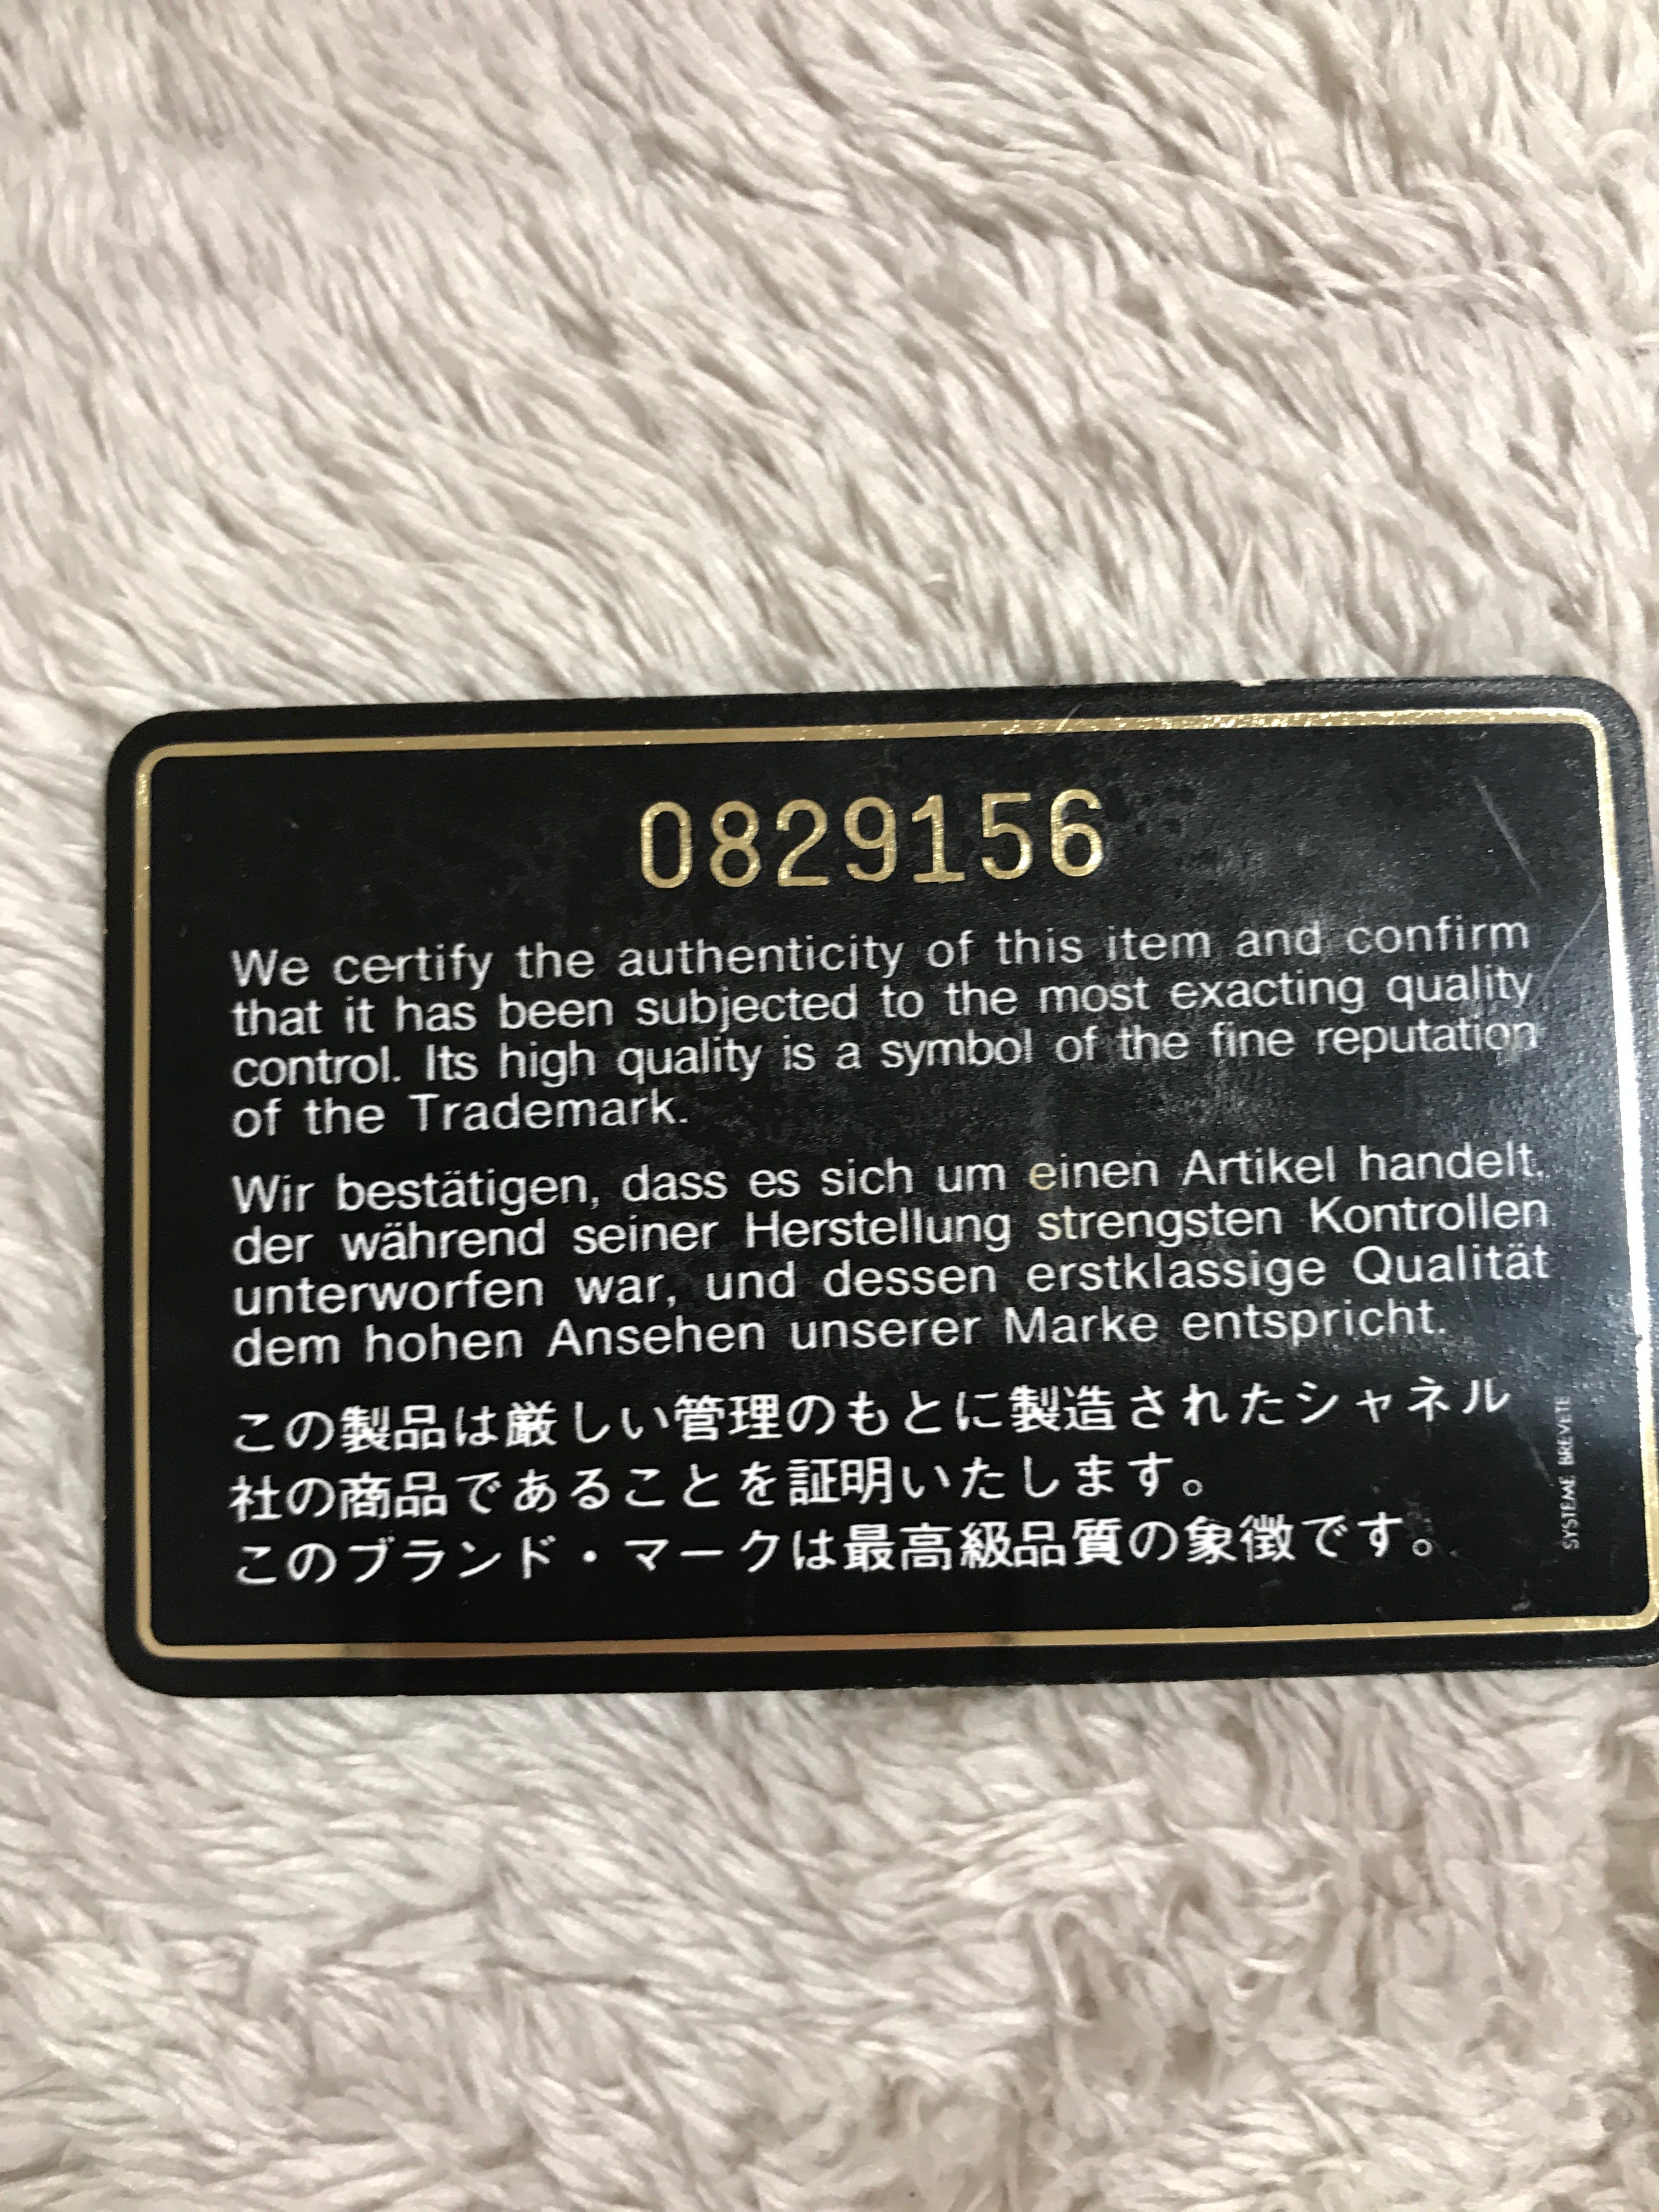 0829156
We certify the authenticity of this item and confirm
that it has been subjected to the most exacting quality
control. Its high quality is a symbol of the fine reputation
of the Trademark.
Wir bestätigen, dass es sich um einen Artikel handelt,
der während seiner Herstellung strengsten Kontrollen
unterworfen war, und dessen erstklassige Qualität
dem hohen Ansehen unserer Marke entspricht.
この製品は厳しい管理のもとに製造されたシャネル
社の商品であることを証明いたします。
このブランド・マークは最高級品質の象徴です。
SYSTEME BREVETE